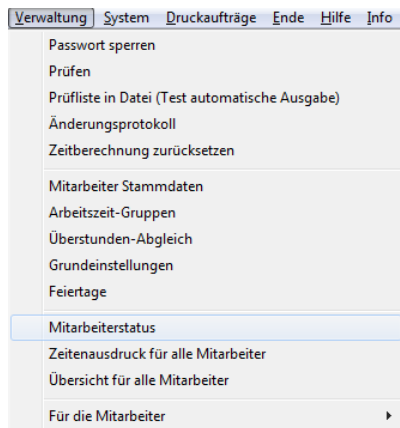 Verwaltung System Druckaufträge Ende Hilfe Info
Passwort sperren
Prüfen
Prüfliste in Datei (Test automatische Ausgabe)
Änderungsprotokoll
Zeitberechnung zurücksetzen
Mitarbeiter Stammdaten
Arbeitszeit-Gruppen
Überstunden-Abgleich
Grundeinstellungen
Feiertage
Mitarbeiterstatus
Zeitenausdruck für alle Mitarbeiter
Übersicht für alle Mitarbeiter
Für die Mitarbeiter